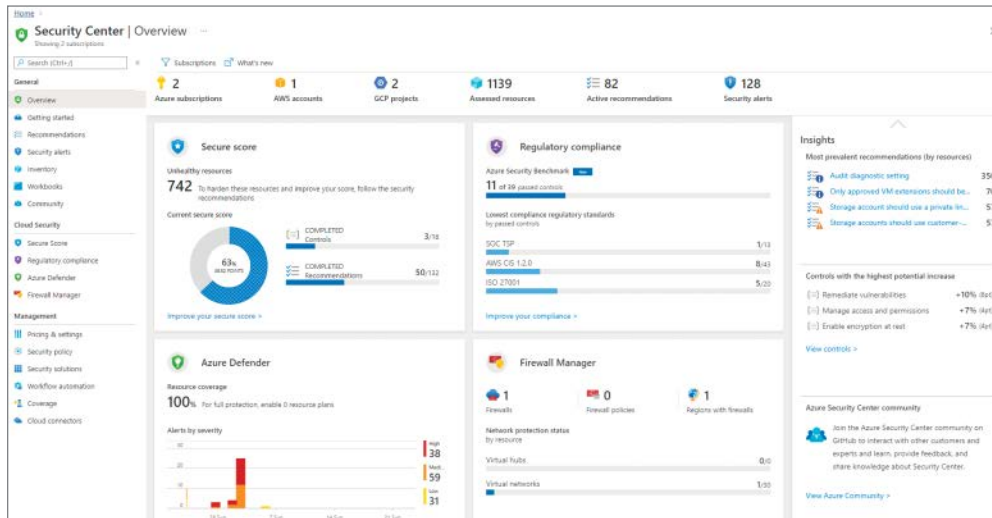 Home
Security Center | Overview
Showing 2 subscriptions
Search (Ctrl+/)
Subscriptions
What's new
General
Overview
Getting started
Recommendations
Security alerts
Inventory
Workbooks
Community
Cloud Security
Secure Score
Regulatory compliance
Azure Defender
Firewall Manager
Management
Pricing & settings
Security policy
Security solutions
Workflow automation
Coverage
Cloud connectors
2
Azure subscriptions
1
AWS accounts
2
GCP projects
1139
Assessed resources
82
Active recommendations
128
Security alerts
Secure score
Unhealthy resources
742 To harden these resources and improve your score, follow the security
recommendations
Current secure score
63%
COMPLETED
Controls
3/18
COMPLETED
Recommendations
50/132
Improve your secure score >
Regulatory compliance
Azure Security Benchmark
11 of 39 passed controls
Lowest compliance regulatory standards
by passed controls
SOC TSP
1/13
AWS CIS 1.2.0
8/43
ISO 27001
5/20
Improve your compliance >
Azure Defender
Resource coverage
100% For full protection, enable 0 resource plans
Alerts by severity
High
38
59
Low
31
Firewall Manager
1
Firewalls
0
Firewall policies
1
Regions with firewalls
Network protection status
by resource
Virtual hubs
0/0
Virtual networks
Insights
Most prevalent recommendations (by resources)
Audit diagnostic setting
Only approved VM extensions should be...
Storage account should use a private lin...
Storage accounts should use customer-...
Controls with the highest potential increase
Remediate vulnerabilities
+10%
Manage access and permissions
+7%
Enable encryption at rest
+7%
View controls >
Azure Security Center community
Join the Azure Security Center community on
GitHub to interact with other customers and
experts and learn, provide feedback, and
share knowledge about Security Center.
View Azure Community >